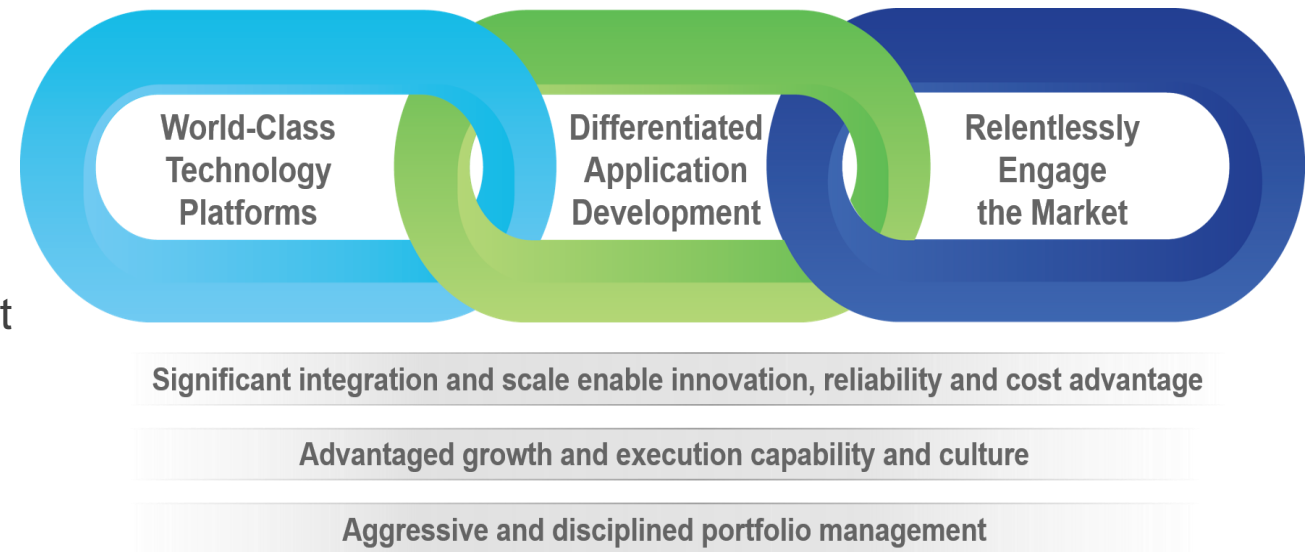 World-Class
Technology
Platforms
Differentiated
Application
Development
Relentlessly
Engage
the Market
t
Significant integration and scale enable innovation, reliability and cost advantage
Advantaged growth and execution capability and culture
Aggressive and disciplined portfolio management